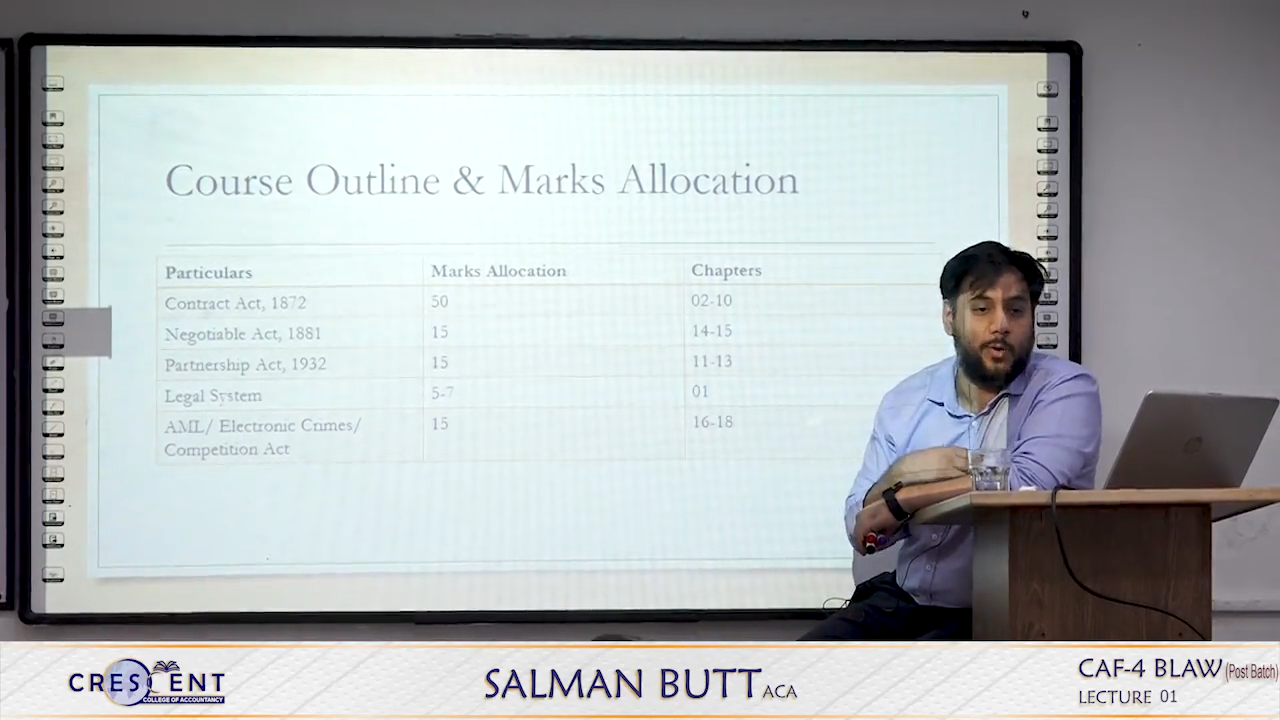 Course Outline & Marks Allocation
Particulars Marks Allocation Chapters
Contract Act, 1872 50 02-10
Negotiable Act, 1881 15 14-15
Partnership Act, 1932 15 11-13
Legal System 5-7 01
AML/ Electronic Crimes/ 15 16-18
Competition Act
CRESCENT
COLLEGE OF ACCOUNTANCY
SALMAN BUTT ACA
CAF-4 BLAW (Post Batch)
LECTURE 01